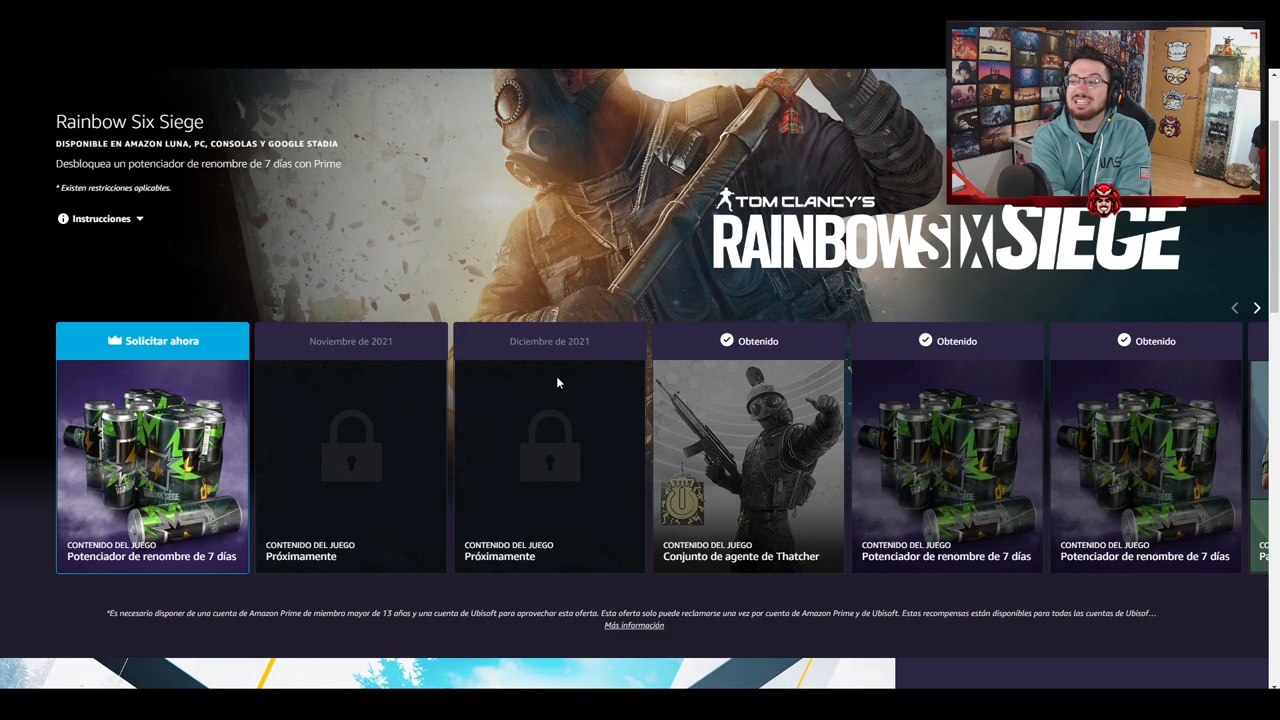 Rainbow Six Siege
DISPONIBLE EN AMAZON LUNA, PC, CONSOLAS Y GOOGLE STADIA
Desbloquea un potenciador de renombre de 7 días con Prime
* Existen restricciones aplicables.
Instrucciones
TOM CLANCY'S
RAINBOWSIX SIEGE
Solicitar ahora
Noviembre de 2021
Diciembre de 2021
Obtenido
Obtenido
Obtenido
CONTENIDO DEL JUEGO
Potenciador de renombre de 7 días
CONTENIDO DEL JUEGO
Próximamente
CONTENIDO DEL JUEGO
Próximamente
CONTENIDO DEL JUEGO
Conjunto de agente de Thatcher
CONTENIDO DEL JUEGO
Potenciador de renombre de 7 días
CONTENIDO DEL JUEGO
Potenciador de renombre de 7 días
*Es necesario disponer de una cuenta de Amazon Prime de miembro mayor de 13 años y una cuenta de Ubisoft para aprovechar esta oferta. Esta oferta solo puede reclamarse una vez por cuenta de Amazon Prime y de Ubisoft. Estas recompensas están disponibles para todas las cuentas de Ubisof…
Más información